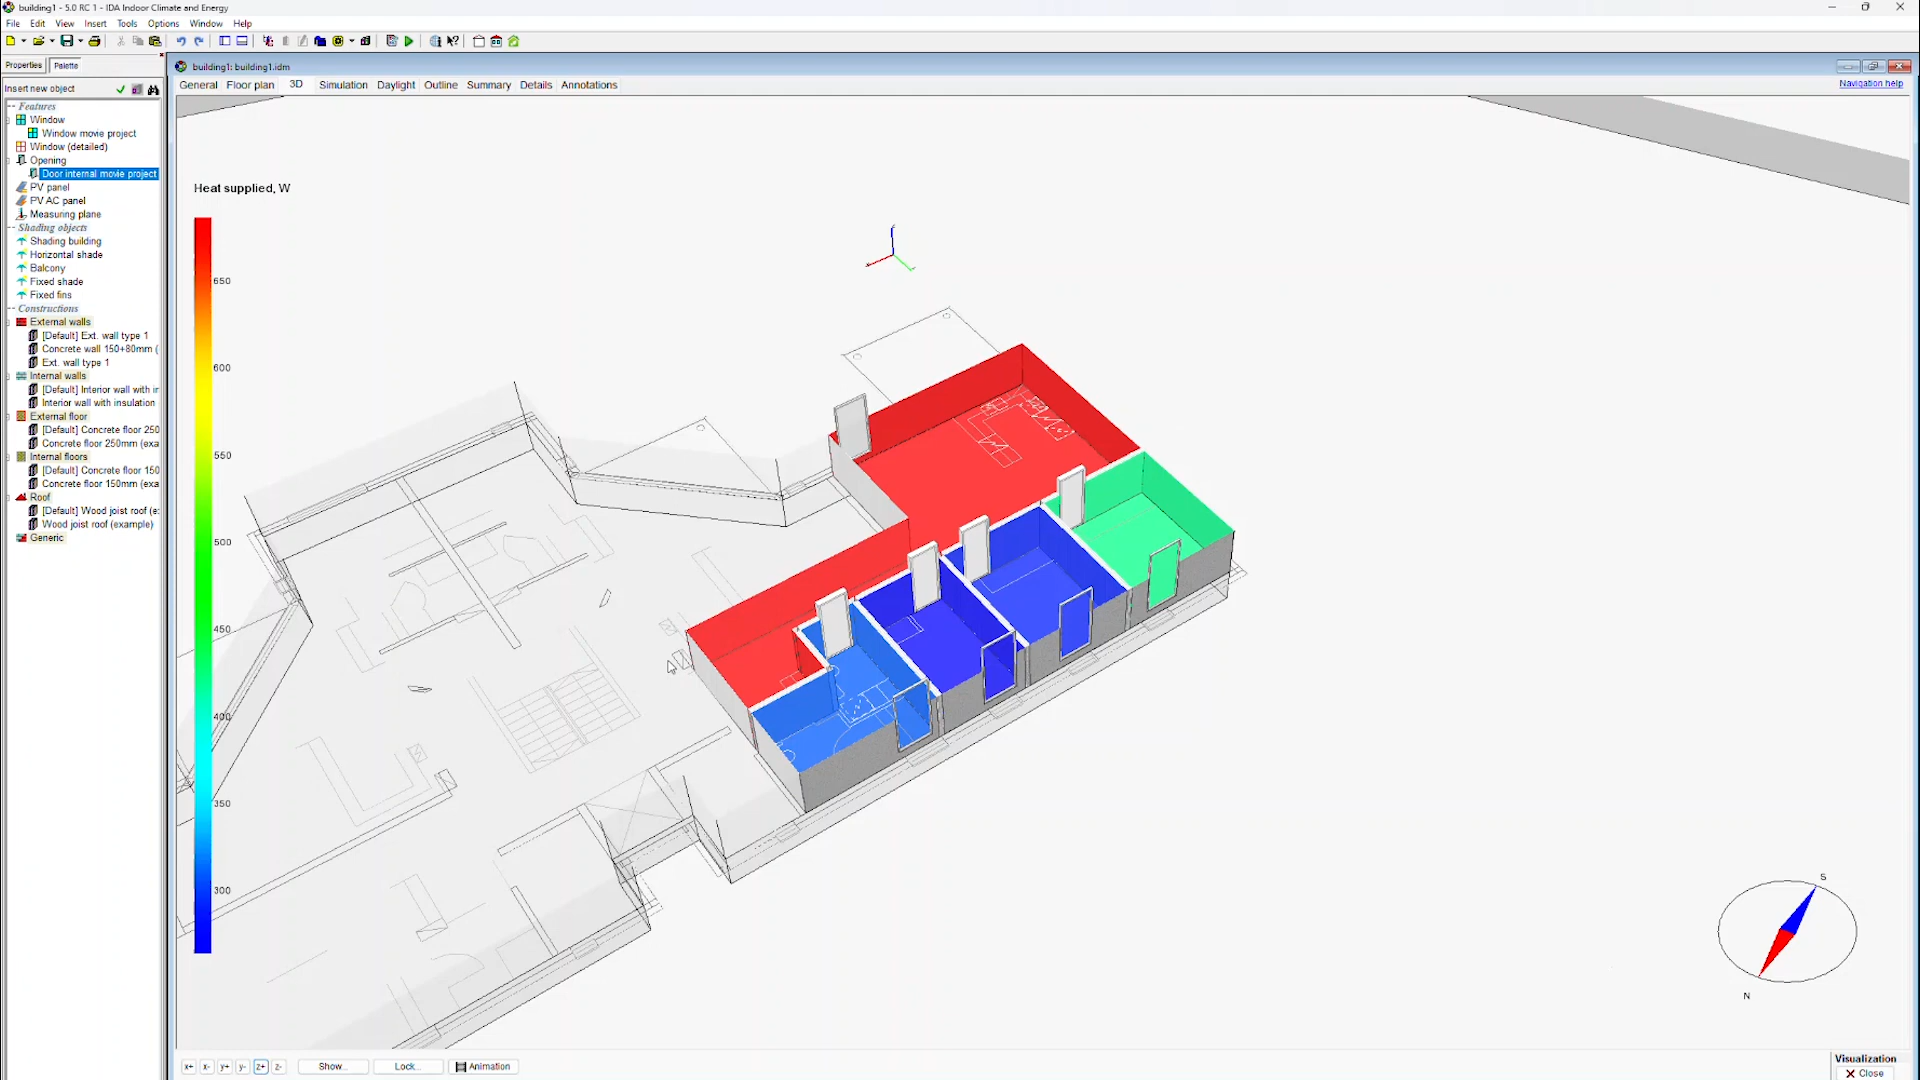 building1 - 5.0 RC 1 - IDA Indoor Climate and Energy
File Edit View Insert Tools Options Window Help
Properties Palette
building1: building1.idm
General Floor plan 3D Simulation Daylight Outline Summary Details Annotations
Navigation help
Insert new object
Features
Window
Window movie project
Window (detailed)
Opening
Door internal movie project
PV panel
PV AC panel
Measuring plane
Shading objects
Shading building
Horizontal shade
Balcony
Fixed shade
Fixed fins
Constructions
External walls
[Default] Ext. wall type 1
Concrete wall 150+80mm (
Ext. wall type 1
Internal walls
[Default] Interior wall with in
Interior wall with insulation
External floor
[Default] Concrete floor 250
Concrete floor 250mm (exa
Internal floors
[Default] Concrete floor 150
Concrete floor 150mm (exa
Roof
[Default] Wood joist roof (e:
Wood joist roof (example)
Generic
Heat supplied, W
650
600
550
500
450
400
350
300
S
N
x+ x- y+ y- z+ z- Show... Lock... Animation
Visualization
Close